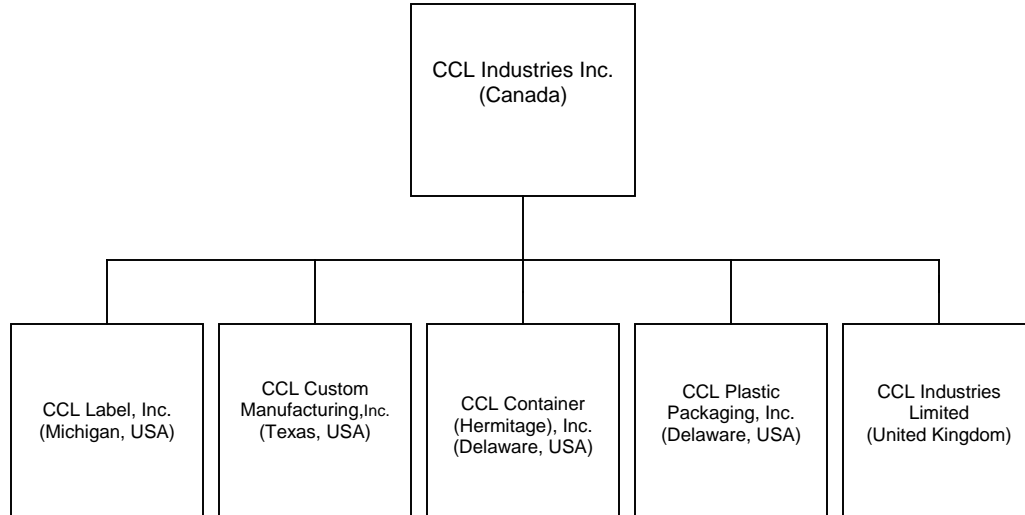 CCL Industries Inc.
(Canada)
CCL Label, Inc.
(Michigan, USA)
CCL Custom
Manufacturing,Inc.
(Texas, USA)
CCL Container
(Hermitage), Inc.
(Delaware, USA)
CCL Plastic
Packaging, Inc.
(Delaware, USA)
CCL Industries
Limited
(United Kingdom)